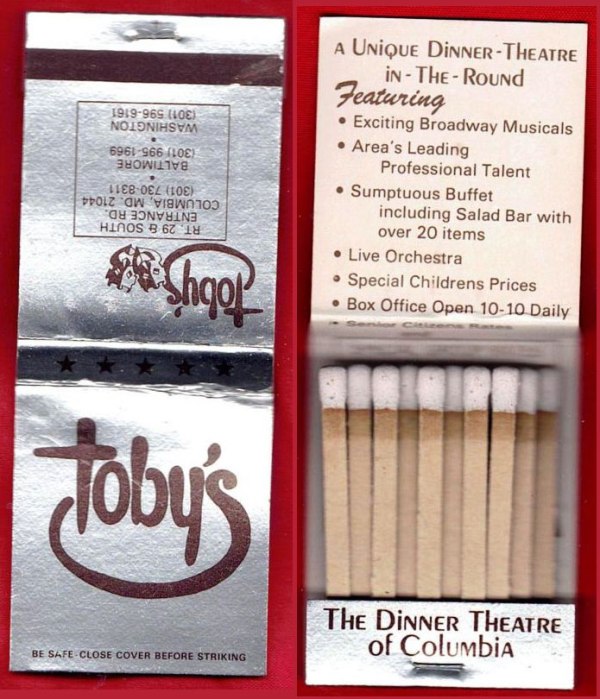 Toby's
RT. 29 & SOUTH
ENTRANCE RD.
COLUMBIA, MD. 21044
(301) 730-8311
•
BALTIMORE
(301) 995-1969
•
WASHINGTON
(301) 596-6161
toby's
BE SAFE-CLOSE COVER BEFORE STRIKING
A UNIQUE DINNER-THEATRE
in-THE-ROUND
Featuring
• Exciting Broadway Musicals
• Area's Leading
Professional Talent
• Sumptuous Buffet
including Salad Bar with
over 20 items
• Live Orchestra
• Special Childrens Prices
• Box Office Open 10-10 Daily
• Senior Citizens Rates
THE DINNER THEATRE
of COLUMBIA